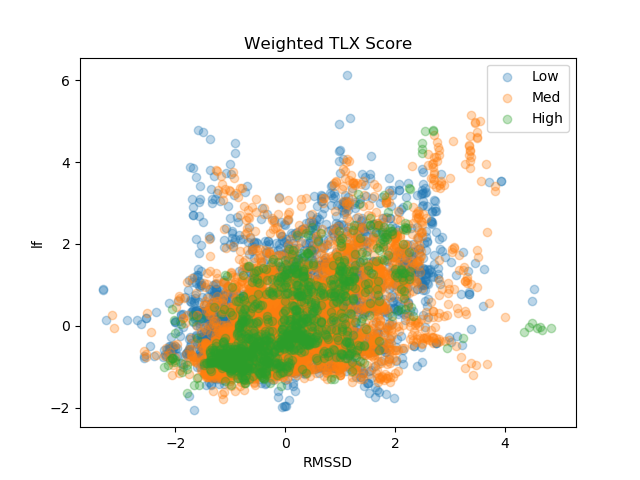 Weighted TLX Score
Low
Med
High
6
4
2
0
−2
lf
−2 0 2 4
RMSSD